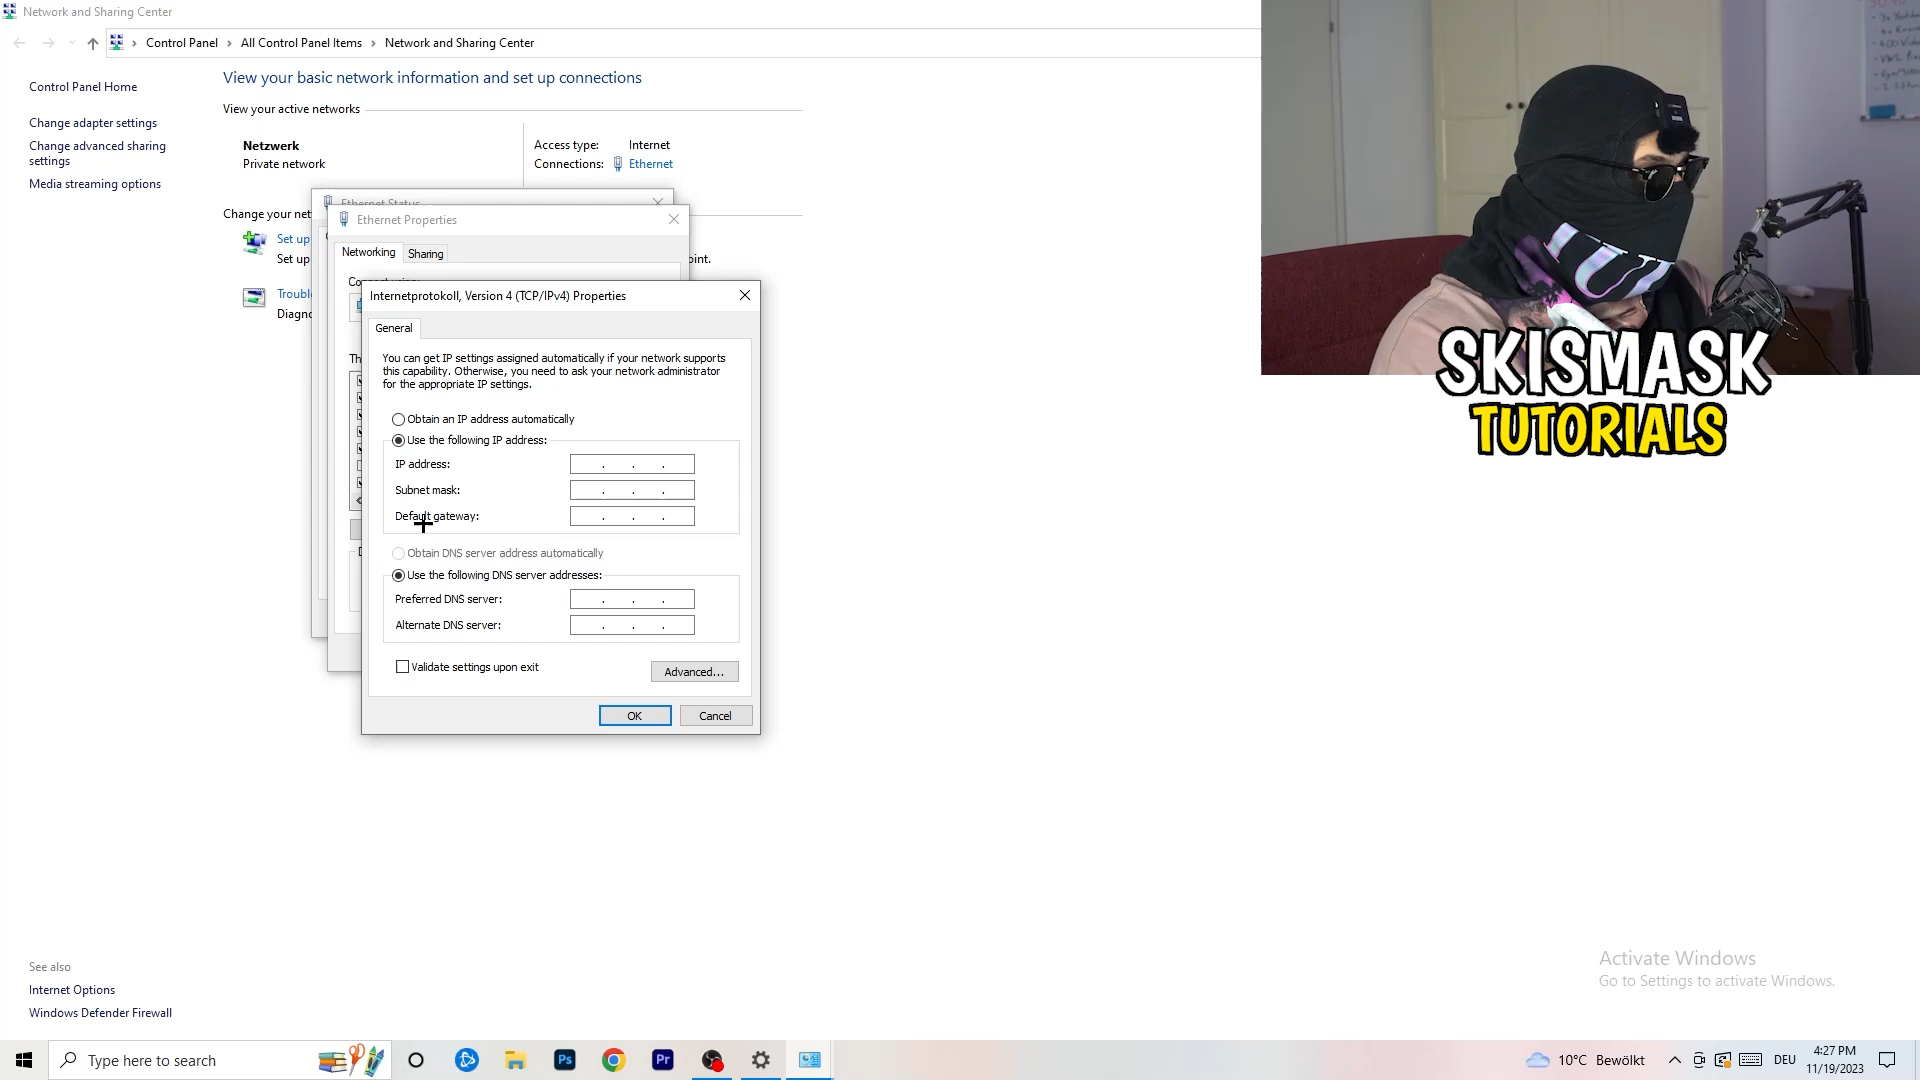 Network and Sharing Center
Control Panel
All Control Panel Items
Network and Sharing Center
Control Panel Home
Change adapter settings
Change advanced sharing
settings
Media streaming options
View your basic network information and set up connections
View your active networks
Netzwerk
Private network
Access type: Internet
Connections: Ethernet
Change your net
Set up
Set up
oint.
Troubl
Diagno
Ethernet Status
Ethernet Properties
Networking
Sharing
Internetprotokoll, Version 4 (TCP/IPv4) Properties
General
You can get IP settings assigned automatically if your network supports
this capability. Otherwise, you need to ask your network administrator
for the appropriate IP settings.
Obtain an IP address automatically
Use the following IP address:
IP address:
Subnet mask:
Default gateway:
Obtain DNS server address automatically
Use the following DNS server addresses:
Preferred DNS server:
Alternate DNS server:
Validate settings upon exit
Advanced...
OK
Cancel
SKISMASK
TUTORIALS
See also
Internet Options
Windows Defender Firewall
Activate Windows
Go to Settings to activate Windows.
Type here to search
Ps
Pr
10°C Bewölkt
DEU
4:27 PM
11/19/2023